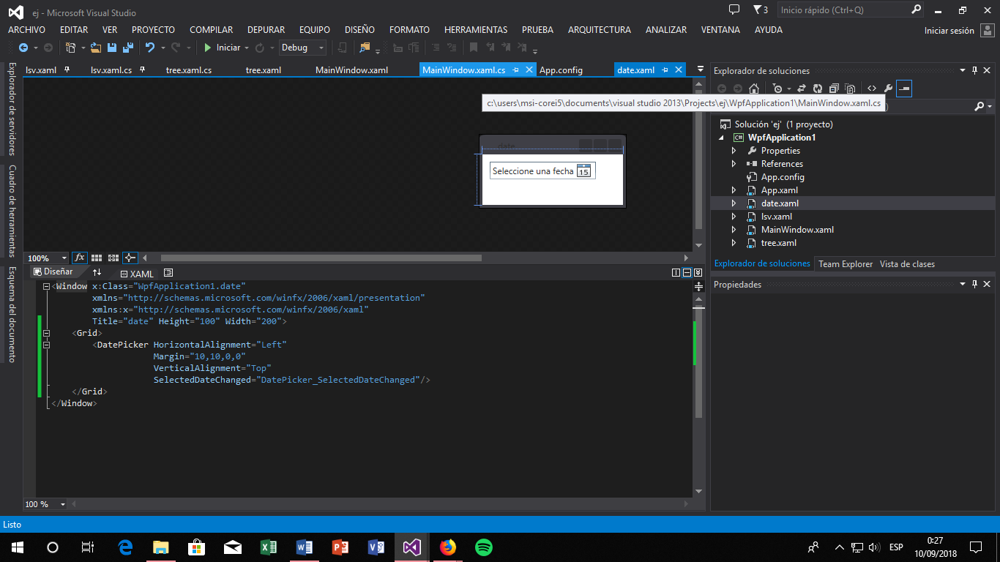 ej - Microsoft Visual Studio
3
Inicio rápido (Ctrl+Q)
ARCHIVO EDITAR VER PROYECTO COMPILAR DEPURAR EQUIPO DISEÑO FORMATO HERRAMIENTAS PRUEBA ARQUITECTURA ANALIZAR VENTANA AYUDA
Iniciar sesión
Iniciar Debug
Explorador de servidores
Cuadro de herramientas
Esquema del documento
lsv.xaml lsv.xaml.cs tree.xaml.cs tree.xaml MainWindow.xaml MainWindow.xaml.cs App.config date.xaml
c:\users\msi-corei5\documents\visual studio 2013\Projects\ej\WpfApplication1\MainWindow.xaml.cs
date
Seleccione una fecha 15
100%
Diseñar XAML
<Window x:Class="WpfApplication1.date"
xmlns="http://schemas.microsoft.com/winfx/2006/xaml/presentation"
xmlns:x="http://schemas.microsoft.com/winfx/2006/xaml"
Title="date" Height="100" Width="200">
<Grid>
<DatePicker HorizontalAlignment="Left"
Margin="10,10,0,0"
VerticalAlignment="Top"
SelectedDateChanged="DatePicker_SelectedDateChanged"/>
</Grid>
</Window>
100 %
Explorador de soluciones
Solución 'ej' (1 proyecto)
C# WpfApplication1
Properties
References
App.config
App.xaml
date.xaml
lsv.xaml
MainWindow.xaml
tree.xaml
Explorador de soluciones Team Explorer Vista de clases
Propiedades
Listo
ESP
0:27
10/09/2018